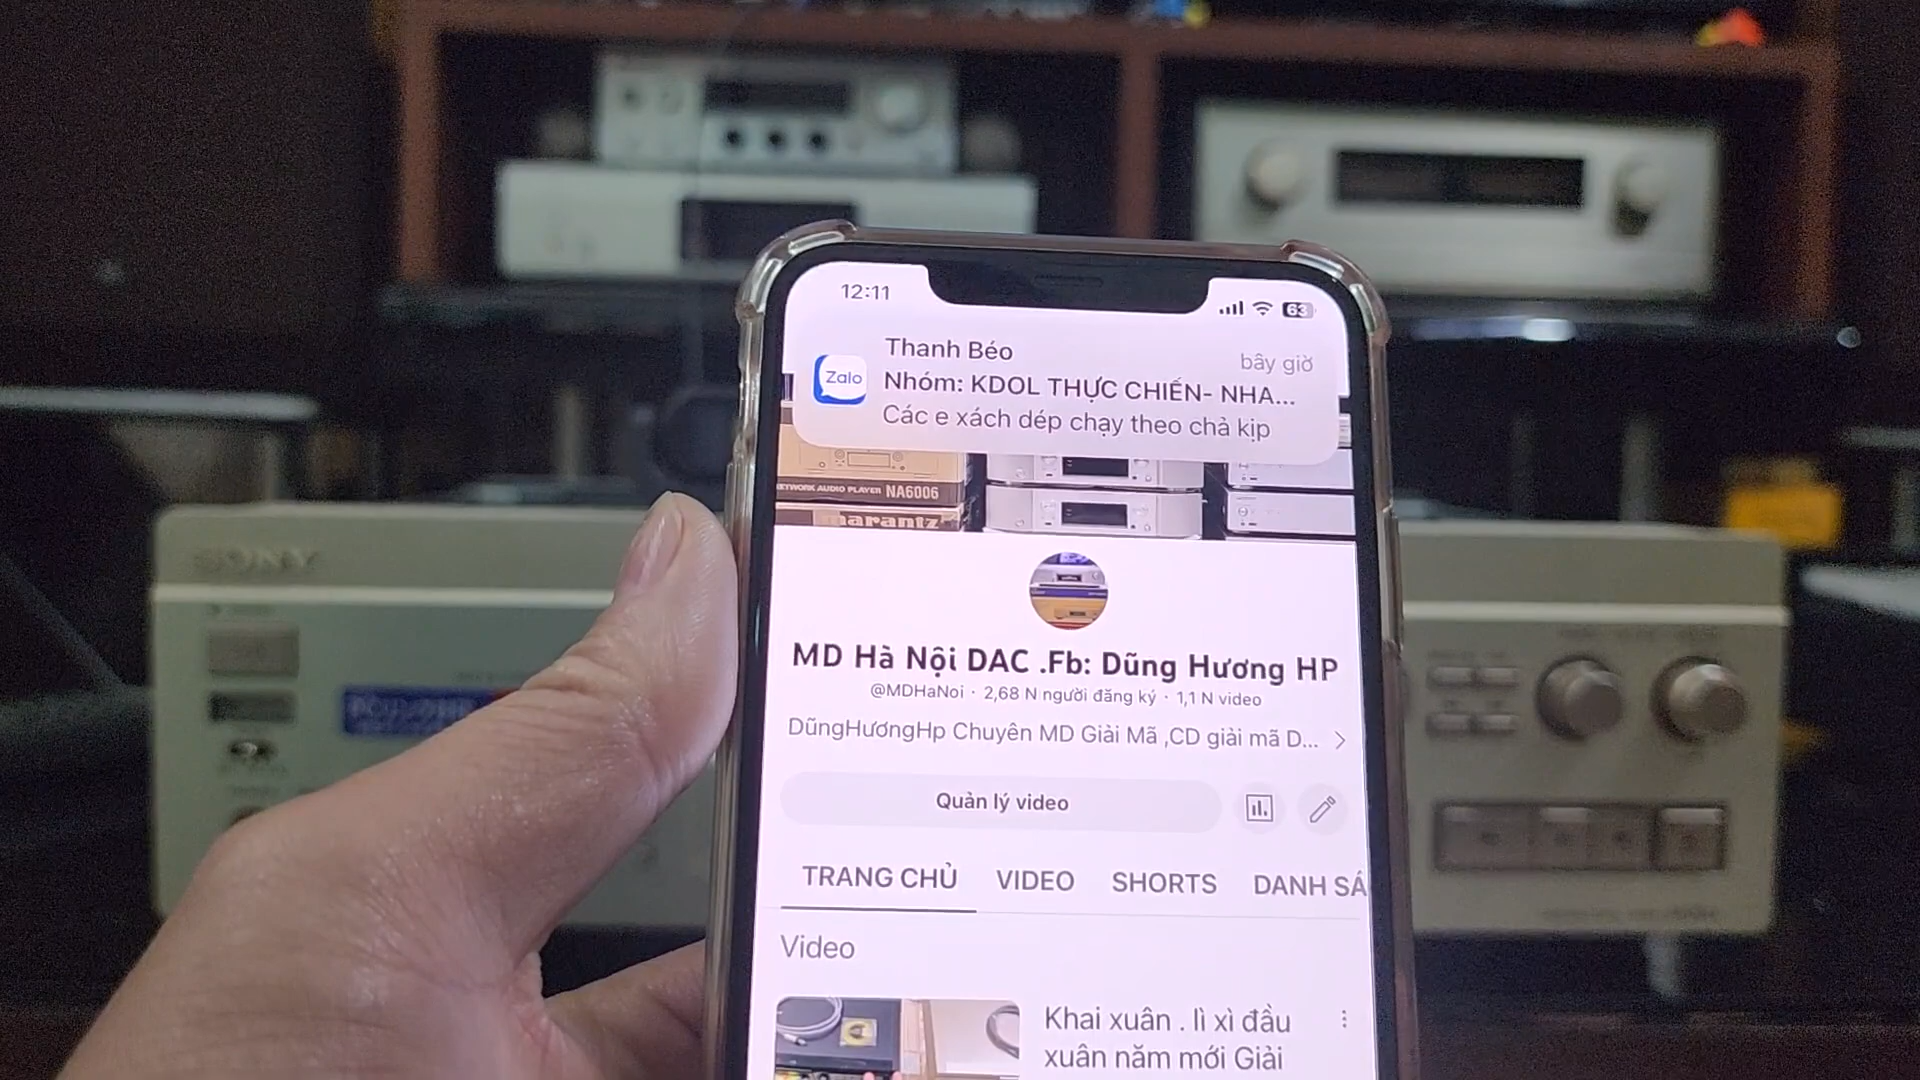 12:11
63
Thanh Béo
bây giờ
Zalo
Nhóm: KDOL THỰC CHIẾN- NHA...
Các e xách dép chạy theo chả kịp
NETWORK AUDIO PLAYER NA6006
marantz
SONY
MD Hà Nội DAC .Fb: Dũng Hương HP
@MDHaNoi · 2,68 N người đăng ký · 1,1 N video
DũngHươngHp Chuyên MD Giải Mã ,CD giải mã D...
Quản lý video
TRANG CHỦ VIDEO SHORTS DANH SÁ
Video
Khai xuân . lì xì đầu
xuân năm mới Giải